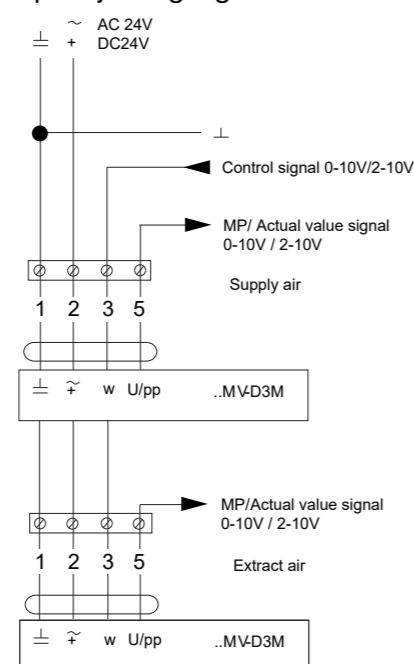 ~ AC 24V
⊥ + DC24V
⊥
Control signal 0-10V/2-10V
MP/ Actual value signal
0-10V / 2-10V
Supply air
1 2 3 5
⊥ ~+ w U/pp ..MV-D3M
MP/Actual value signal
0-10V / 2-10V
1 2 3 5
Extract air
⊥ ~+ w U/pp ..MV-D3M